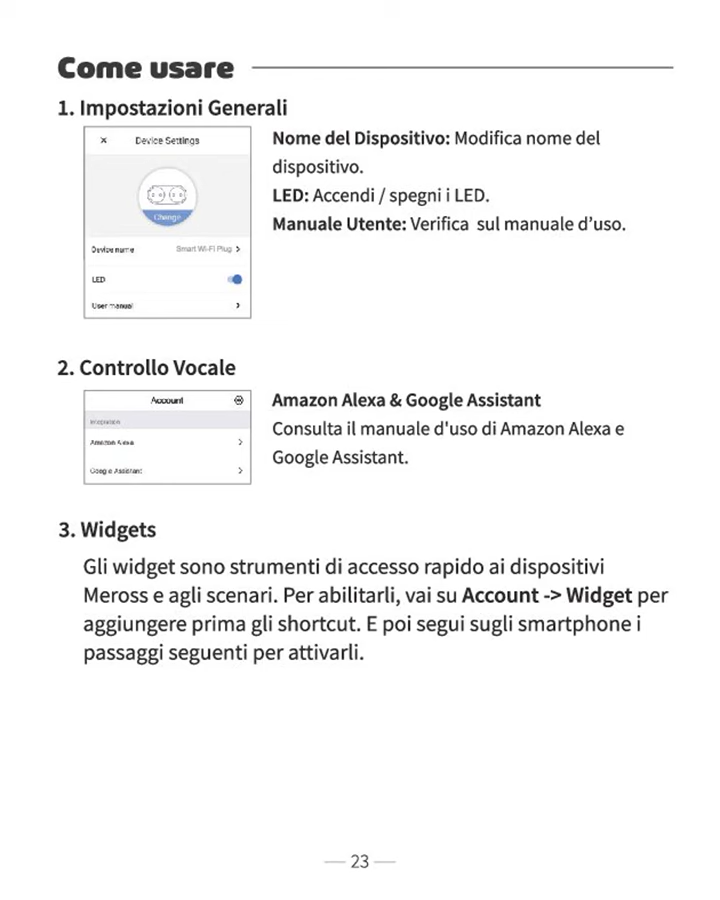 Come usare
1. Impostazioni Generali
× Device Settings
Change
Device name Smart Wi-Fi Plug >
LED
User manual >
Nome del Dispositivo: Modifica nome del
dispositivo.
LED: Accendi / spegni i LED.
Manuale Utente: Verifica sul manuale d’uso.
2. Controllo Vocale
Account
Integration
Amazon Alexa >
Google Assistant >
Amazon Alexa & Google Assistant
Consulta il manuale d'uso di Amazon Alexa e
Google Assistant.
3. Widgets
Gli widget sono strumenti di accesso rapido ai dispositivi
Meross e agli scenari. Per abilitarli, vai su Account -> Widget per
aggiungere prima gli shortcut. E poi segui sugli smartphone i
passaggi seguenti per attivarli.
— 23 —